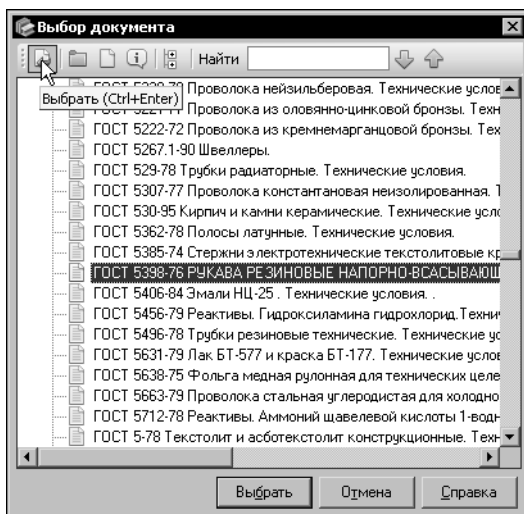 Выбор документа
Найти
Проволока нейзильберовая. Технические услов
Выбрать (Ctrl+Enter)
Проволока из оловянно-цинковой бронзы. Техн
ГОСТ 5222-72 Проволока из кремнемарганцовой бронзы. Тех
ГОСТ 5267.1-90 Швеллеры.
ГОСТ 529-78 Трубки радиаторные. Технические условия.
ГОСТ 5307-77 Проволока константановая неизолированная. Т
ГОСТ 530-95 Кирпич и камни керамические. Технические усло
ГОСТ 5362-78 Полосы латунные. Технические условия.
ГОСТ 5385-74 Стержни электротехнические текстолитовые кр
ГОСТ 5398-76 РУКАВА РЕЗИНОВЫЕ НАПОРНО-ВСАСЫВАЮЩ
ГОСТ 5406-84 Эмали НЦ-25 . Технические условия. .
ГОСТ 5456-79 Реактивы. Гидроксиламина гидрохлорид.Техни
ГОСТ 5496-78 Трубки резиновые технические. Технические ус
ГОСТ 5631-79 Лак БТ-577 и краска БТ-177. Технические услов
ГОСТ 5638-75 Фольга медная рулонная для технических целе
ГОСТ 5663-79 Проволока стальная углеродистая для холодно
ГОСТ 5712-78 Реактивы. Аммоний щавелевой кислоты 1-водн
ГОСТ 5-78 Текстолит и асботекстолит конструкционные. Техн
Выбрать
Отмена
Справка